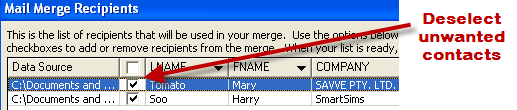 Mail Merge Recipients
This is the list of recipients that will be used in your merge. Use the options below
checkboxes to add or remove recipients from the merge. When your list is ready,
Deselect
unwanted
contacts
Data Source LNAME FNAME COMPANY
C:\Documents and ... Tomato Mary SAVVE PTY. LTD.
C:\Documents and ... Soo Harry SmartSims